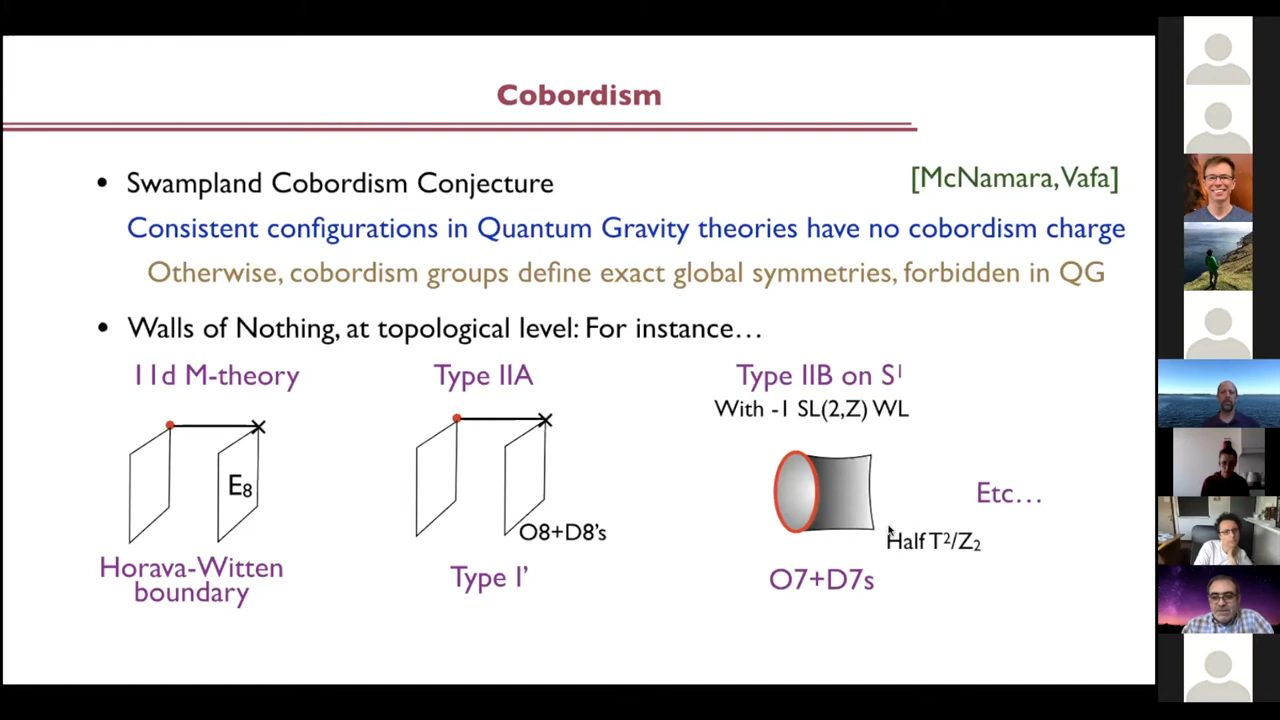 Cobordism
• Swampland Cobordism Conjecture
[McNamara, Vafa]
Consistent configurations in Quantum Gravity theories have no cobordism charge
Otherwise, cobordism groups define exact global symmetries, forbidden in QG
• Walls of Nothing, at topological level: For instance…
11d M-theory
Type IIA
Type IIB on S¹
With -1 SL(2,Z) WL
E₈
O8+D8's
Half T²/Z₂
Etc…
Horava-Witten
boundary
Type I'
O7+D7s